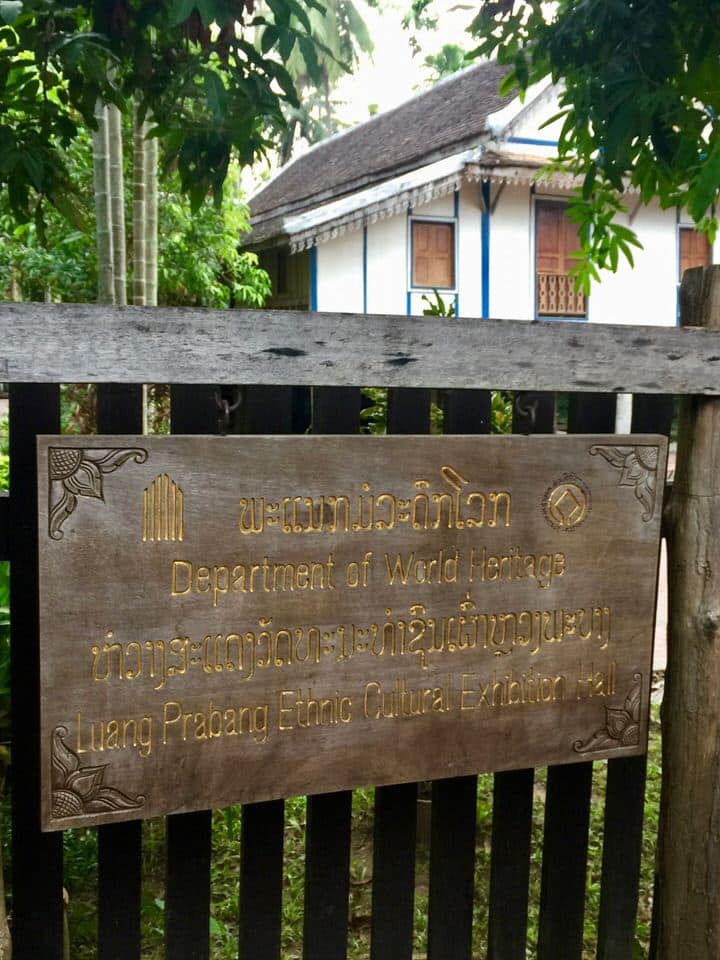 ພະແນກມໍລະດົກໂລກ
Department of World Heritage
ຫ້ອງວາງສະແດງວັດທະນະທຳຊົນເຜົ່າຫຼວງພະບາງ
Luang Prabang Ethnic Cultural Exhibition Hall